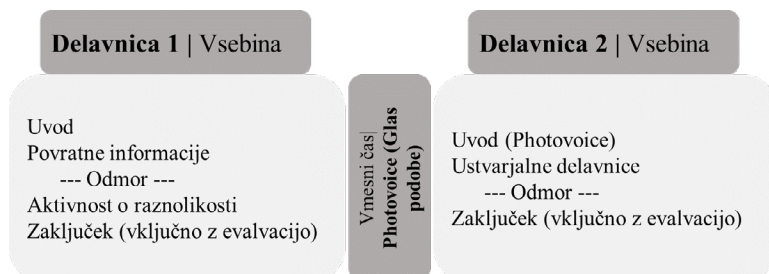 Delavnica 1 | Vsebina
Uvod
Povratne informacije
--- Odmor ---
Aktivnost o raznolikosti
Zaključek (vključno z evalvacijo)
Vmesni čas|
Photovoice (Glas
podobe)
Delavnica 2 | Vsebina
Uvod (Photovoice)
Ustvarjalne delavnice
--- Odmor ---
Zaključek (vključno z evalvacijo)